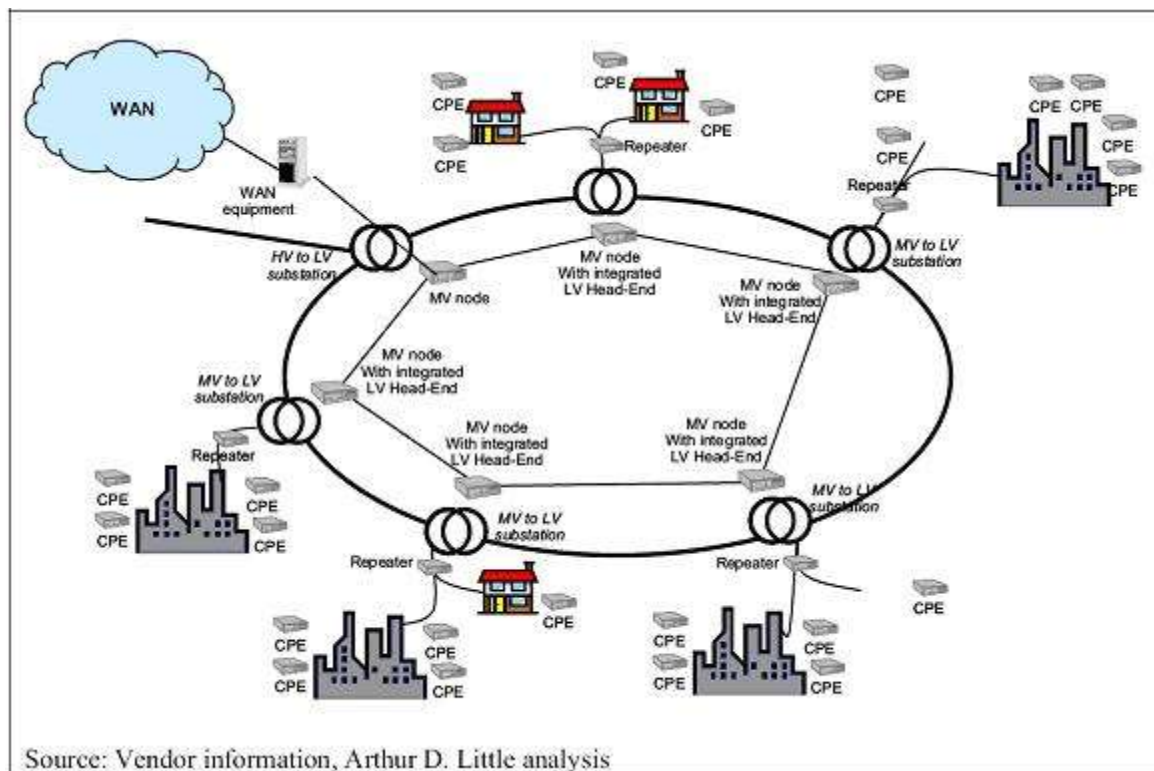 WAN
WAN
equipment
HV to LV
substation
MV node
CPE
CPE
CPE
CPE
Repeater
MV node
With integrated
LV Head-End
CPE
CPE
Repeater
CPE
CPE
CPE
CPE
MV to LV
substation
MV node
With integrated
LV Head-End
MV node
With integrated
LV Head-End
MV to LV
substation
Repeater
CPE
CPE
CPE
CPE
MV node
With integrated
LV Head-End
MV node
With integrated
LV Head-End
MV to LV
substation
Repeater
CPE
CPE
CPE
CPE
CPE
MV to LV
substation
Repeater
CPE
CPE
CPE
CPE
CPE
Source: Vendor information, Arthur D. Little analysis